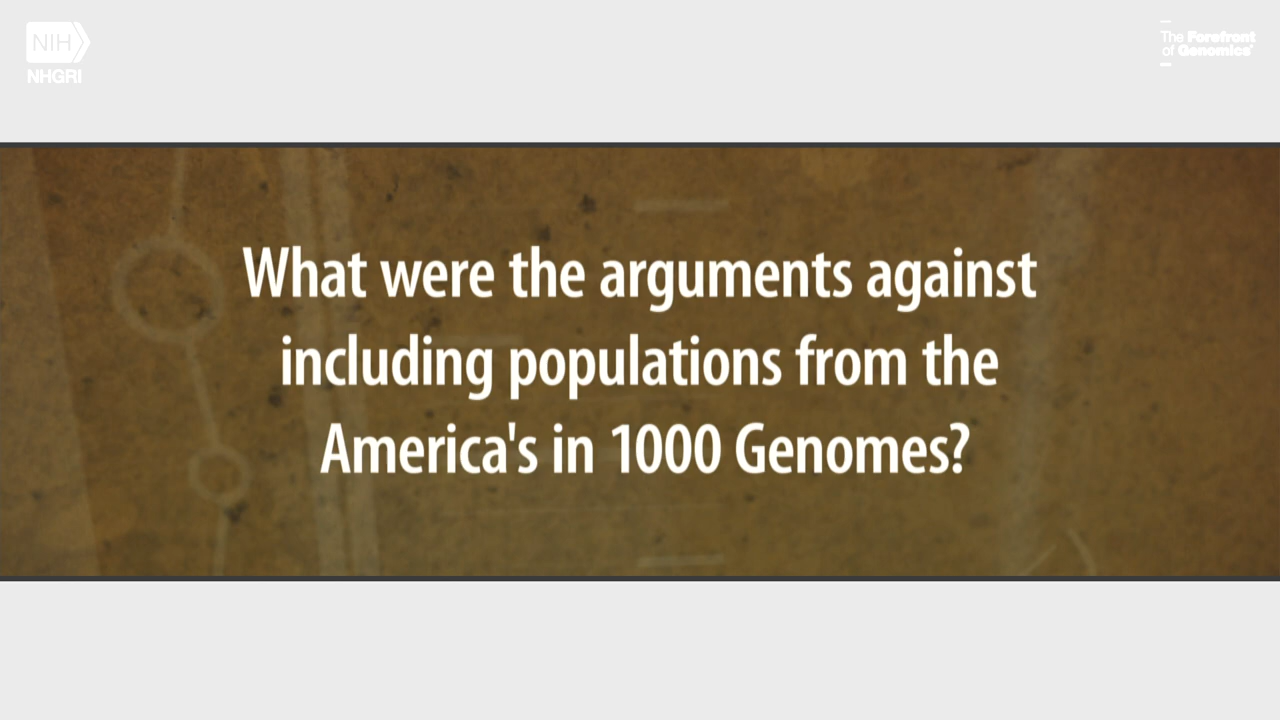 NIH
NHGRI
The Forefront
of Genomics®
What were the arguments against
including populations from the
America's in 1000 Genomes?